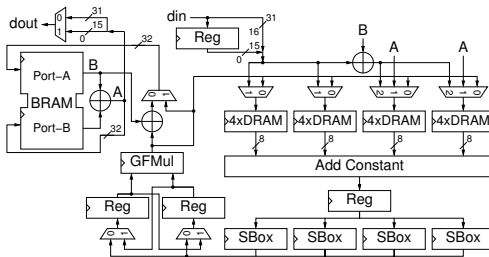 dout
0
1
31
15
0
32
Port–A
B
A
BRAM
Port–B
32
0
1
GFMul
Reg
Reg
0
1
0
1
din
31
16
Reg
15
0
B
A
A
1
0
1
0
2
1
0
2
1
0
4xDRAM
4xDRAM
4xDRAM
4xDRAM
8
8
8
8
Add Constant
Reg
SBox
SBox
SBox
SBox